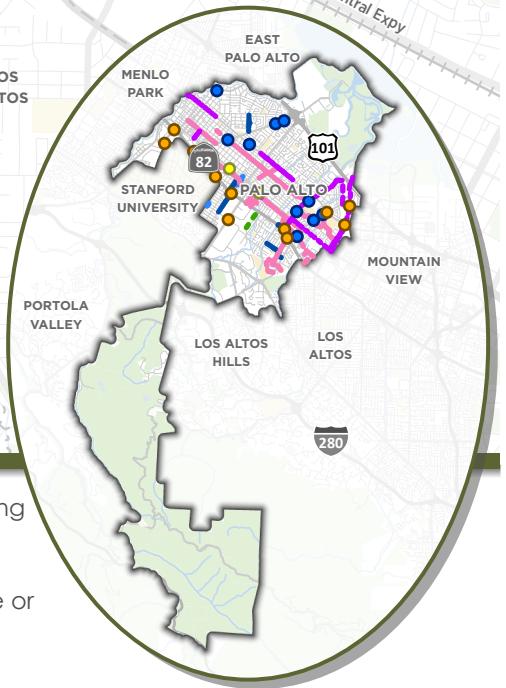 ntral Expy
EAST
PALO ALTO
OS
TOS
MENLO
PARK
101
82
PALO ALTO
STANFORD
UNIVERSITY
MOUNTAIN
VIEW
PORTOLA
VALLEY
LOS ALTOS
HILLS
LOS
ALTOS
280
ng
e or